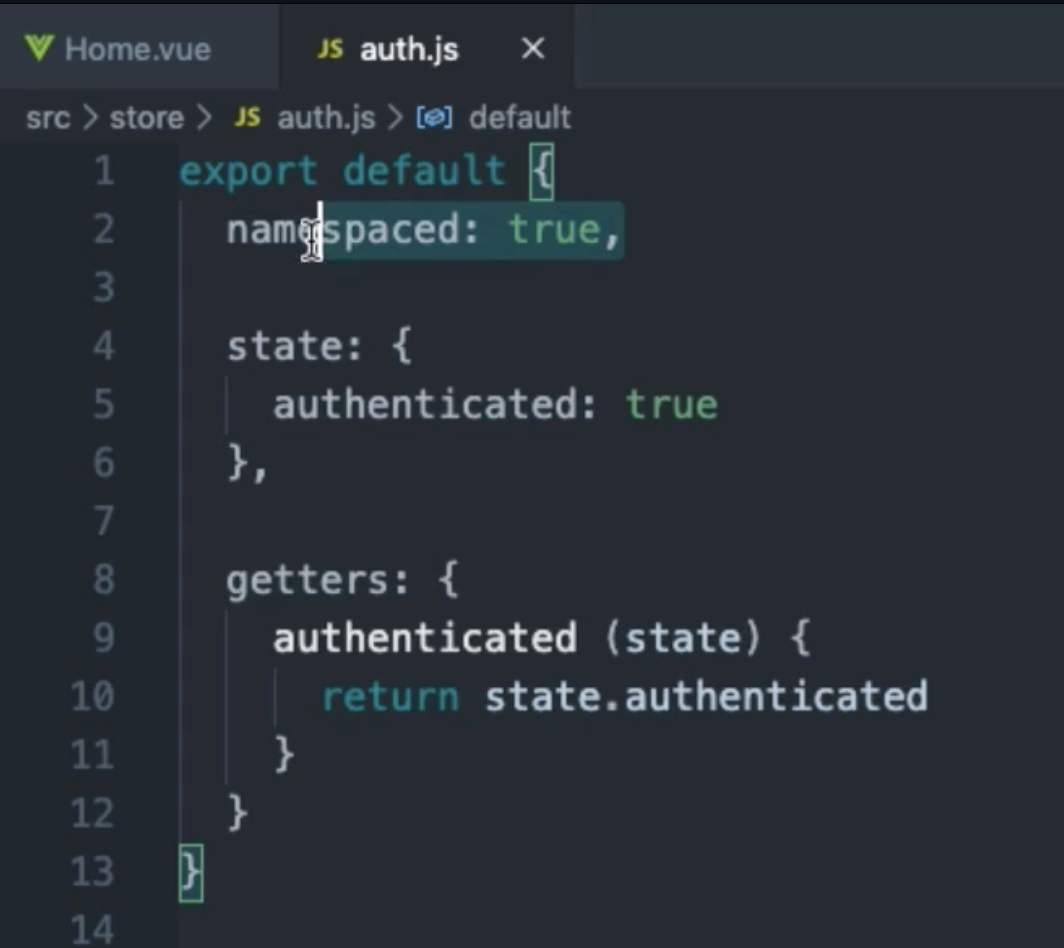 Home.vue
JS auth.js ×
src > store > JS auth.js > default
1 export default {
2 namespaced: true,
3
4 state: {
5 authenticated: true
6 },
7
8 getters: {
9 authenticated (state) {
10 return state.authenticated
11 }
12 }
13 }
14